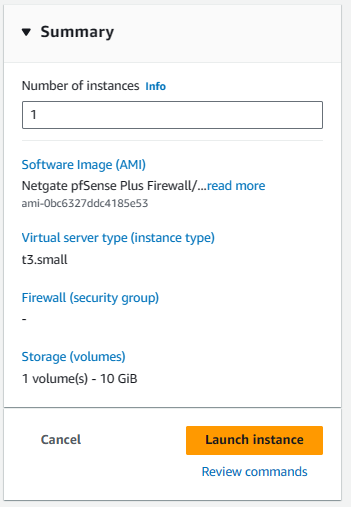 Summary
Number of instances Info
1
Software Image (AMI)
Netgate pfSense Plus Firewall/...read more
ami-0bc6327ddc4185e53
Virtual server type (instance type)
t3.small
Firewall (security group)
-
Storage (volumes)
1 volume(s) - 10 GiB
Cancel
Launch instance
Review commands